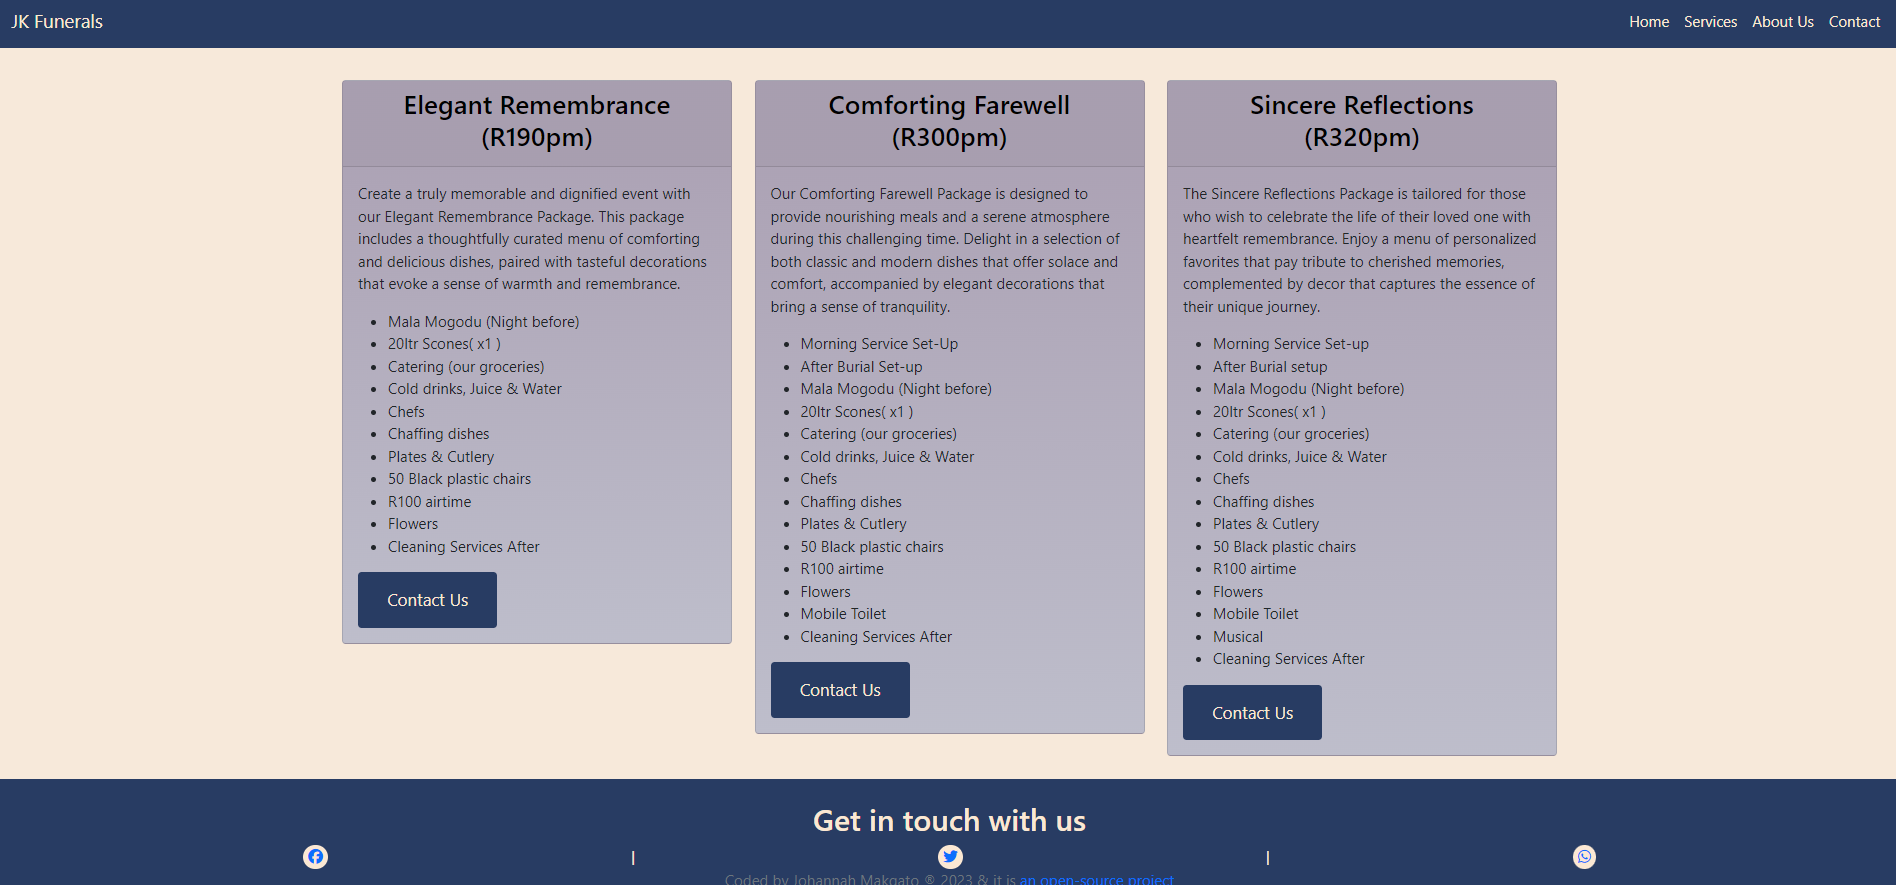 JK Funerals
Home Services About Us Contact
Elegant Remembrance
(R190pm)
Create a truly memorable and dignified event with
our Elegant Remembrance Package. This package
includes a thoughtfully curated menu of comforting
and delicious dishes, paired with tasteful decorations
that evoke a sense of warmth and remembrance.
Mala Mogodu (Night before)
20ltr Scones( x1 )
Catering (our groceries)
Cold drinks, Juice & Water
Chefs
Chaffing dishes
Plates & Cutlery
50 Black plastic chairs
R100 airtime
Flowers
Cleaning Services After
Contact Us
Comforting Farewell
(R300pm)
Our Comforting Farewell Package is designed to
provide nourishing meals and a serene atmosphere
during this challenging time. Delight in a selection of
both classic and modern dishes that offer solace and
comfort, accompanied by elegant decorations that
bring a sense of tranquility.
Morning Service Set-Up
After Burial Set-up
Mala Mogodu (Night before)
20ltr Scones( x1 )
Catering (our groceries)
Cold drinks, Juice & Water
Chefs
Chaffing dishes
Plates & Cutlery
50 Black plastic chairs
R100 airtime
Flowers
Mobile Toilet
Cleaning Services After
Contact Us
Sincere Reflections
(R320pm)
The Sincere Reflections Package is tailored for those
who wish to celebrate the life of their loved one with
heartfelt remembrance. Enjoy a menu of personalized
favorites that pay tribute to cherished memories,
complemented by decor that captures the essence of
their unique journey.
Morning Service Set-up
After Burial setup
Mala Mogodu (Night before)
20ltr Scones( x1 )
Catering (our groceries)
Cold drinks, Juice & Water
Chefs
Chaffing dishes
Plates & Cutlery
50 Black plastic chairs
R100 airtime
Flowers
Mobile Toilet
Musical
Cleaning Services After
Contact Us
Get in touch with us
| |
Coded by Johannah Makgato ® 2023 & it is an open-source project